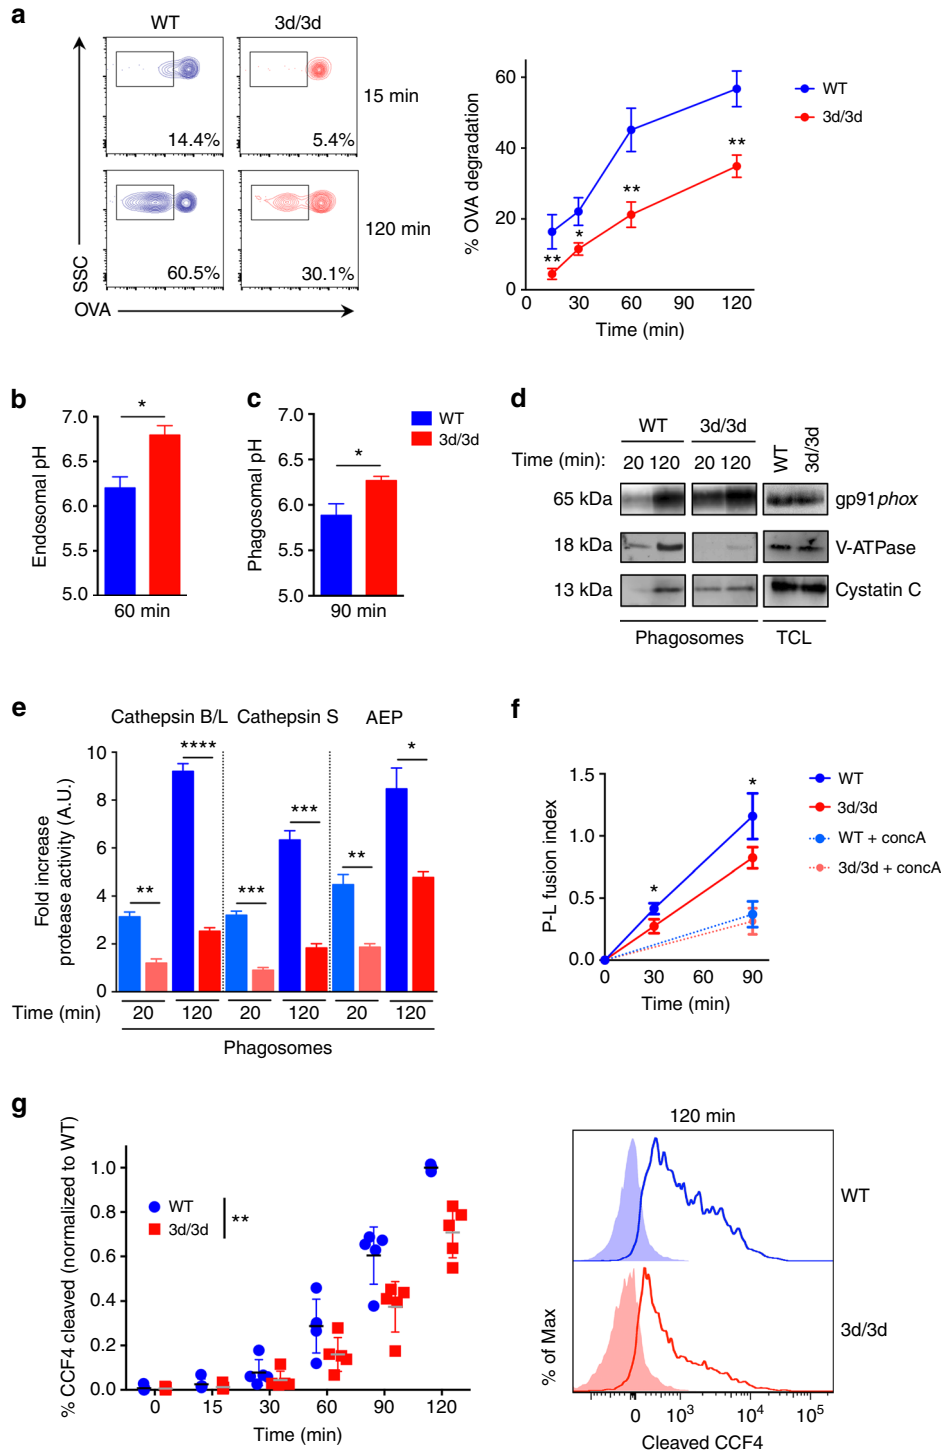 a
WT 3d/3d
15 min
14.4% 5.4%
120 min
60.5% 30.1%
SSC
OVA
% OVA degradation
60
40
20
0
** * ** **
0 30 60 90 120
Time (min)
WT
3d/3d
b
Endosomal pH
7.0
6.5
6.0
5.5
5.0
*
60 min
c
Phagosomal pH
7.0
6.5
6.0
5.5
5.0
*
90 min
WT
3d/3d
d
WT 3d/3d WT 3d/3d
Time (min): 20 120 20 120
65 kDa gp91phox
18 kDa V-ATPase
13 kDa Cystatin C
Phagosomes TCL
e
Cathepsin B/L Cathepsin S AEP
Fold increase
protease activity (A.U.)
10
8
6
4
2
0
** **** *** *** ** *
Time (min) 20 120 20 120 20 120
Phagosomes
f
P-L fusion index
1.5
1.0
0.5
0.0
* *
0 30 60 90
Time (min)
WT
3d/3d
WT + concA
3d/3d + concA
g
% CCF4 cleaved (normalized to WT)
1.0
0.8
0.6
0.4
0.2
0.0
WT
3d/3d
**
0 15 30 60 90 120
Time (min)
120 min
WT
3d/3d
% of Max
0 10³ 10⁴ 10⁵
Cleaved CCF4